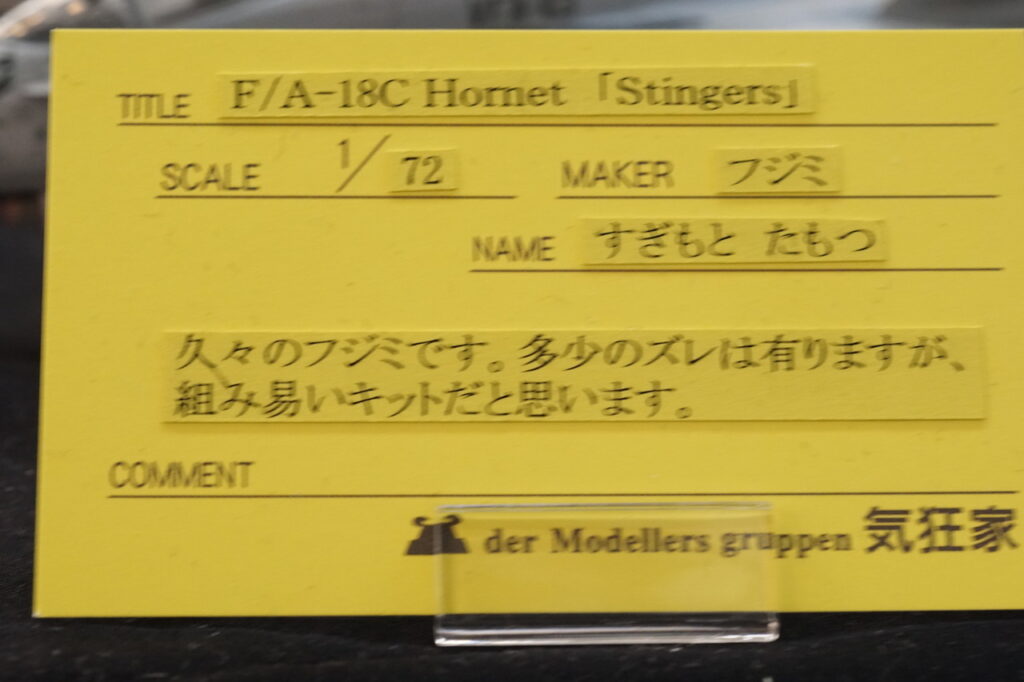 TITLE F/A-18C Hornet 「Stingers」
SCALE 1/72 MAKER フジミ
NAME すぎもと たもつ
久々のフジミです。多少のズレは有りますが、
組み易いキットだと思います。
COMMENT
der Modellers gruppen 気狂家